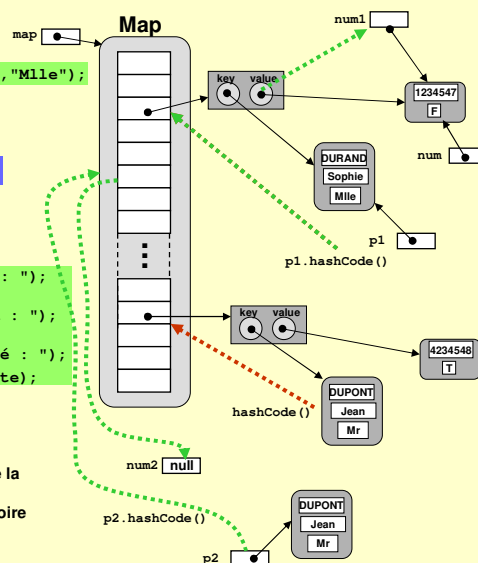 Map
num1
map
,"Mlle");
key value
1234547
F
num
DURAND
Sophie
Mlle
p1
p1.hashCode()
: ");
: ");
é : ");
te);
key value
4234548
T
hashCode()
DUPONT
Jean
Mr
num2 null
la
oire
p2.hashCode()
DUPONT
Jean
Mr
p2